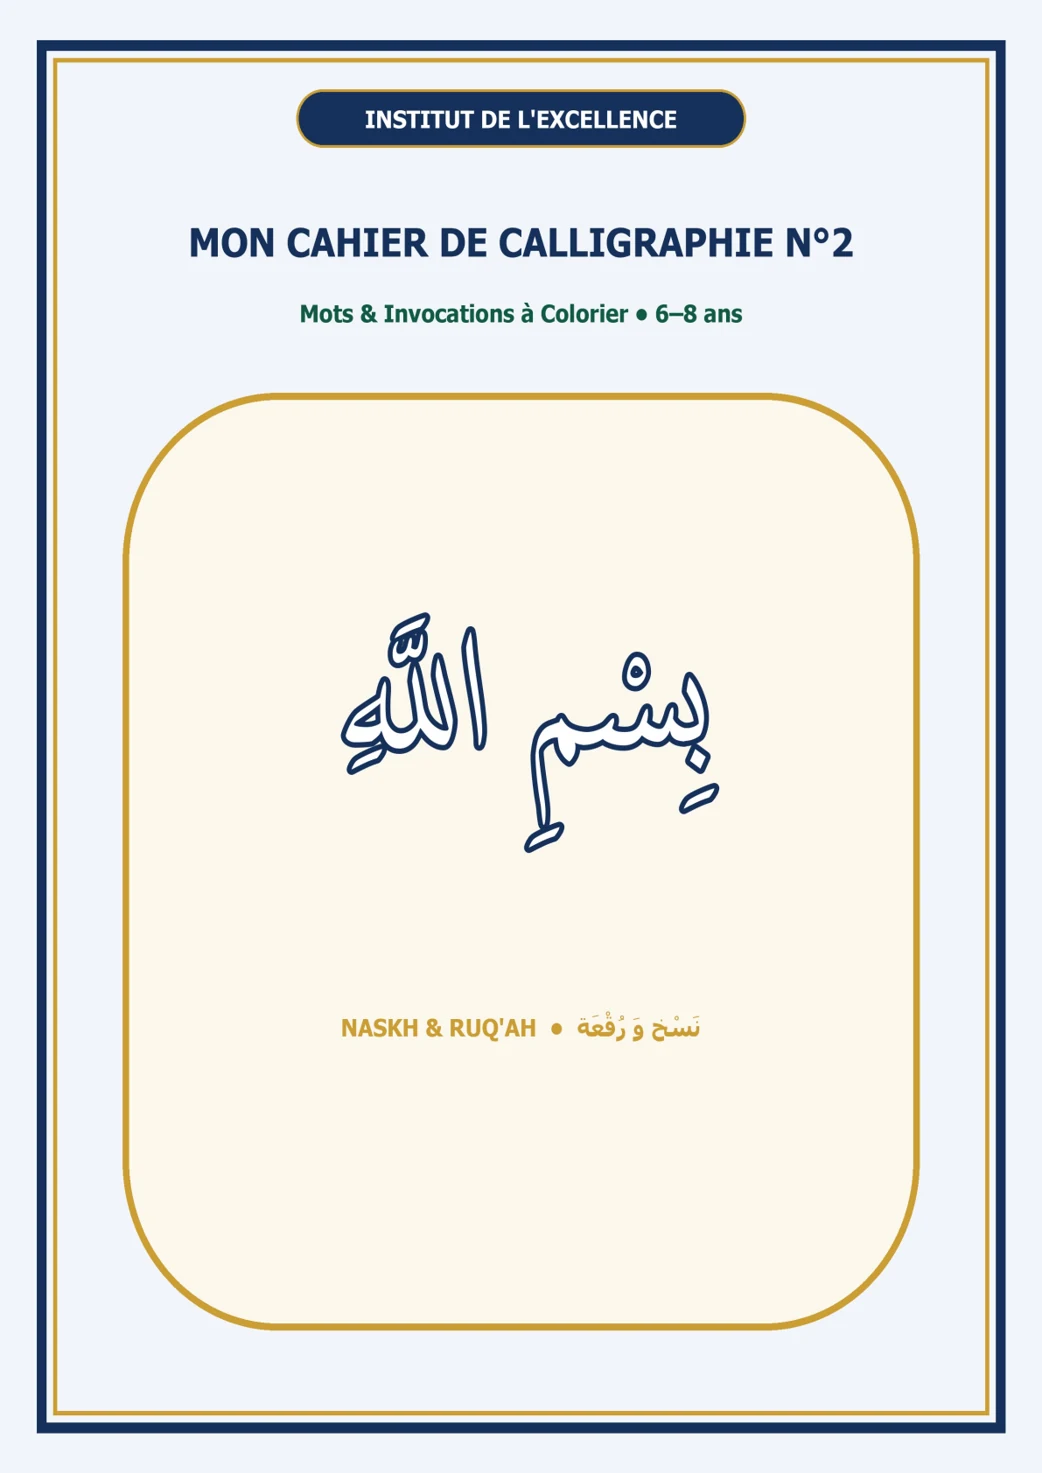 INSTITUT DE L'EXCELLENCE
MON CAHIER DE CALLIGRAPHIE N°2
Mots & Invocations à Colorier • 6–8 ans
بِسْمِ اللَّهِ
NASKH & RUQ'AH • نَسْخ وَ رُقْعَة